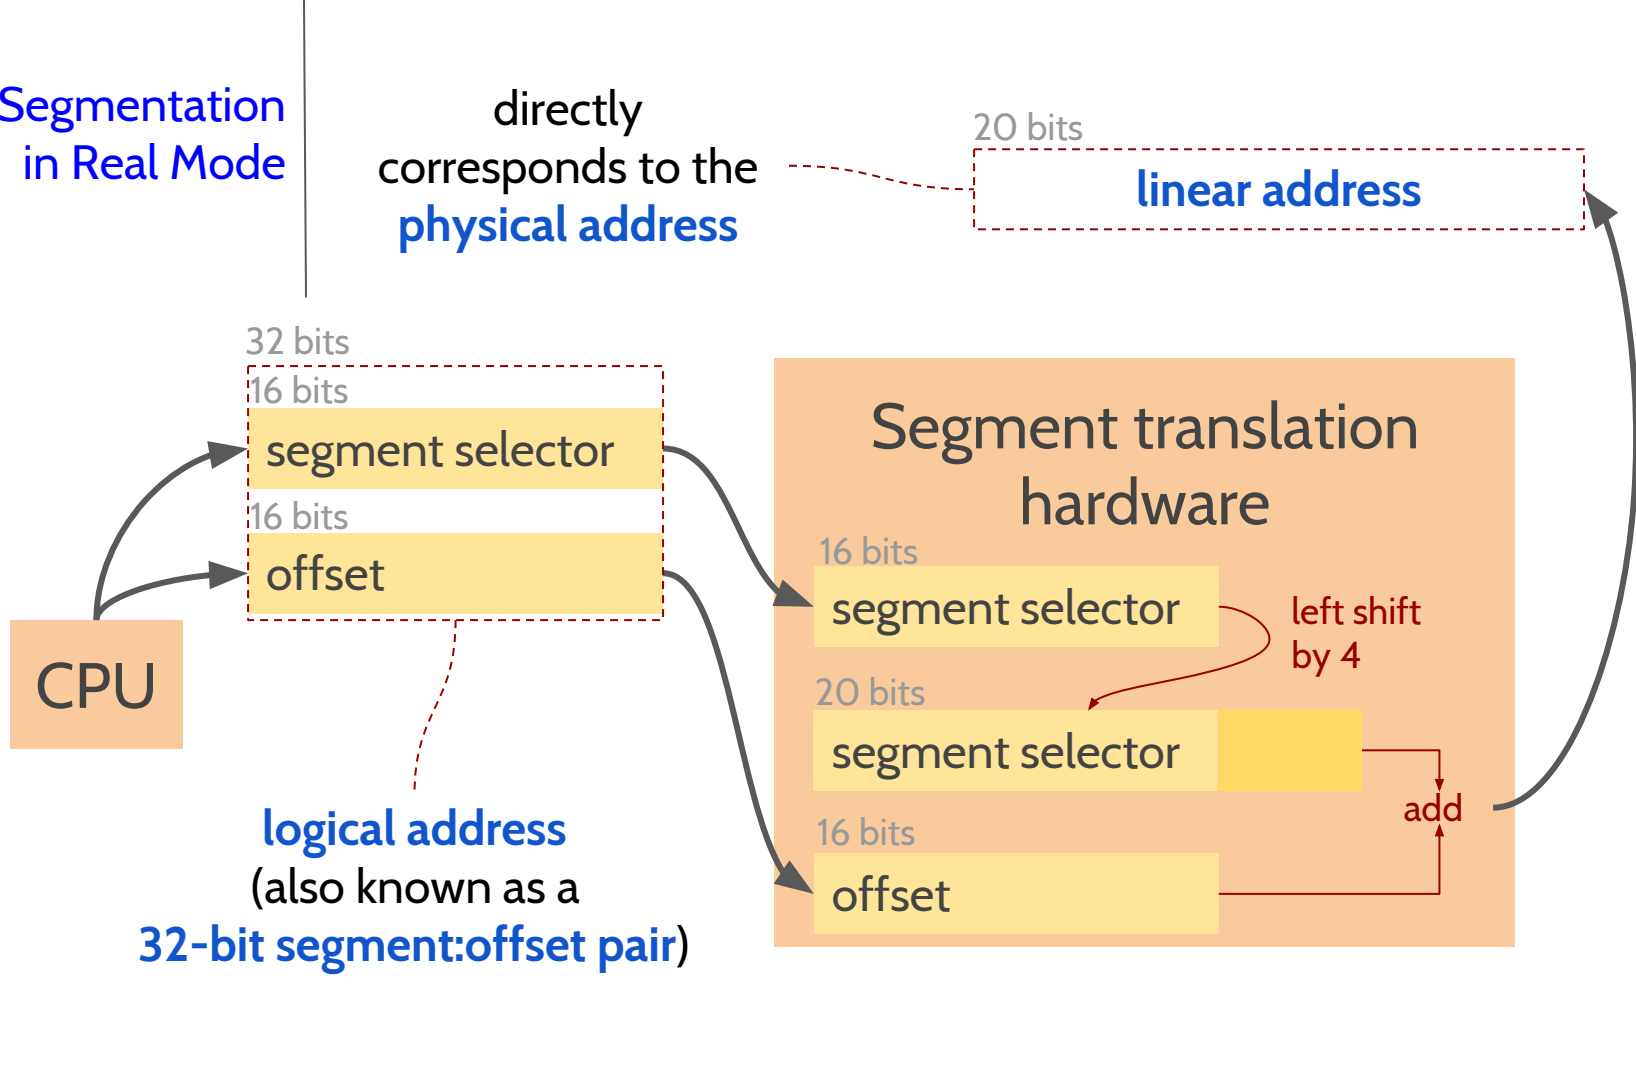 Segmentation
in Real Mode
directly
corresponds to the
physical address
20 bits
linear address
32 bits
16 bits
segment selector
16 bits
offset
CPU
logical address
(also known as a
32-bit segment:offset pair)
Segment translation
hardware
16 bits
segment selector
left shift
by 4
20 bits
segment selector
add
16 bits
offset